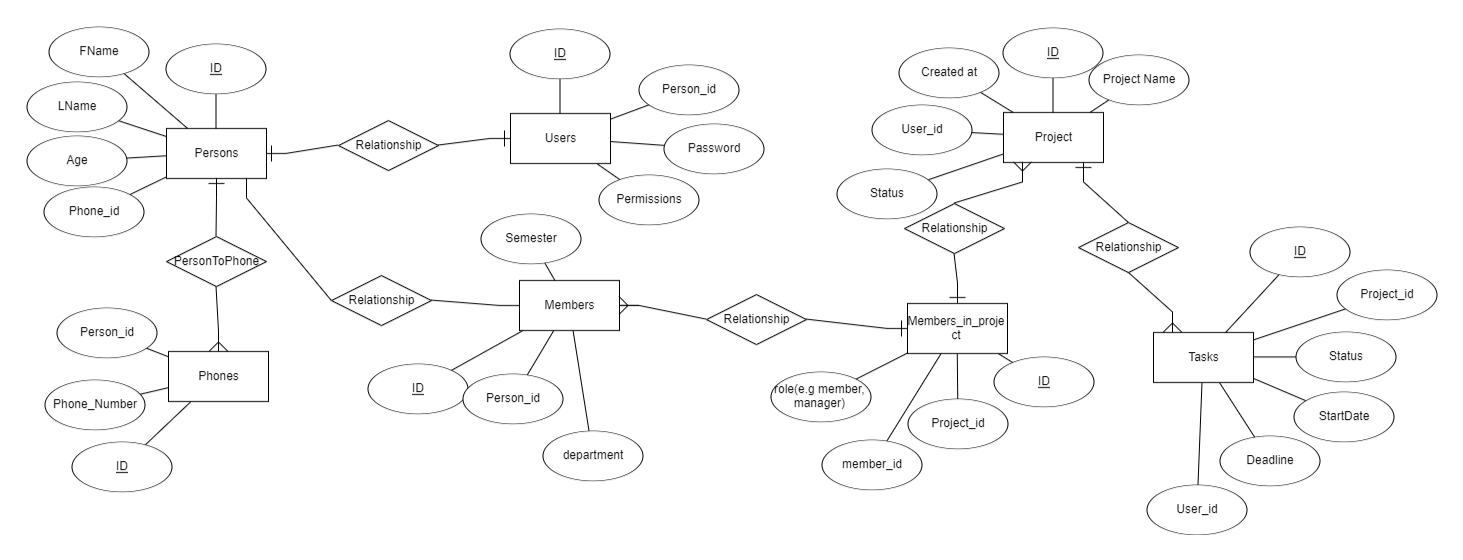 FName
ID
LName
Persons
Age
Phone_id
Relationship
ID
Person_id
Users
Password
Permissions
PersonToPhone
Person_id
Phones
Phone_Number
ID
Relationship
Semester
Members
ID
Person_id
department
Relationship
Created at
ID
Project Name
User_id
Project
Status
Relationship
Relationship
Members_in_proje
ct
role(e.g member,
manager)
ID
Project_id
member_id
ID
Project_id
Tasks
Status
StartDate
Deadline
User_id